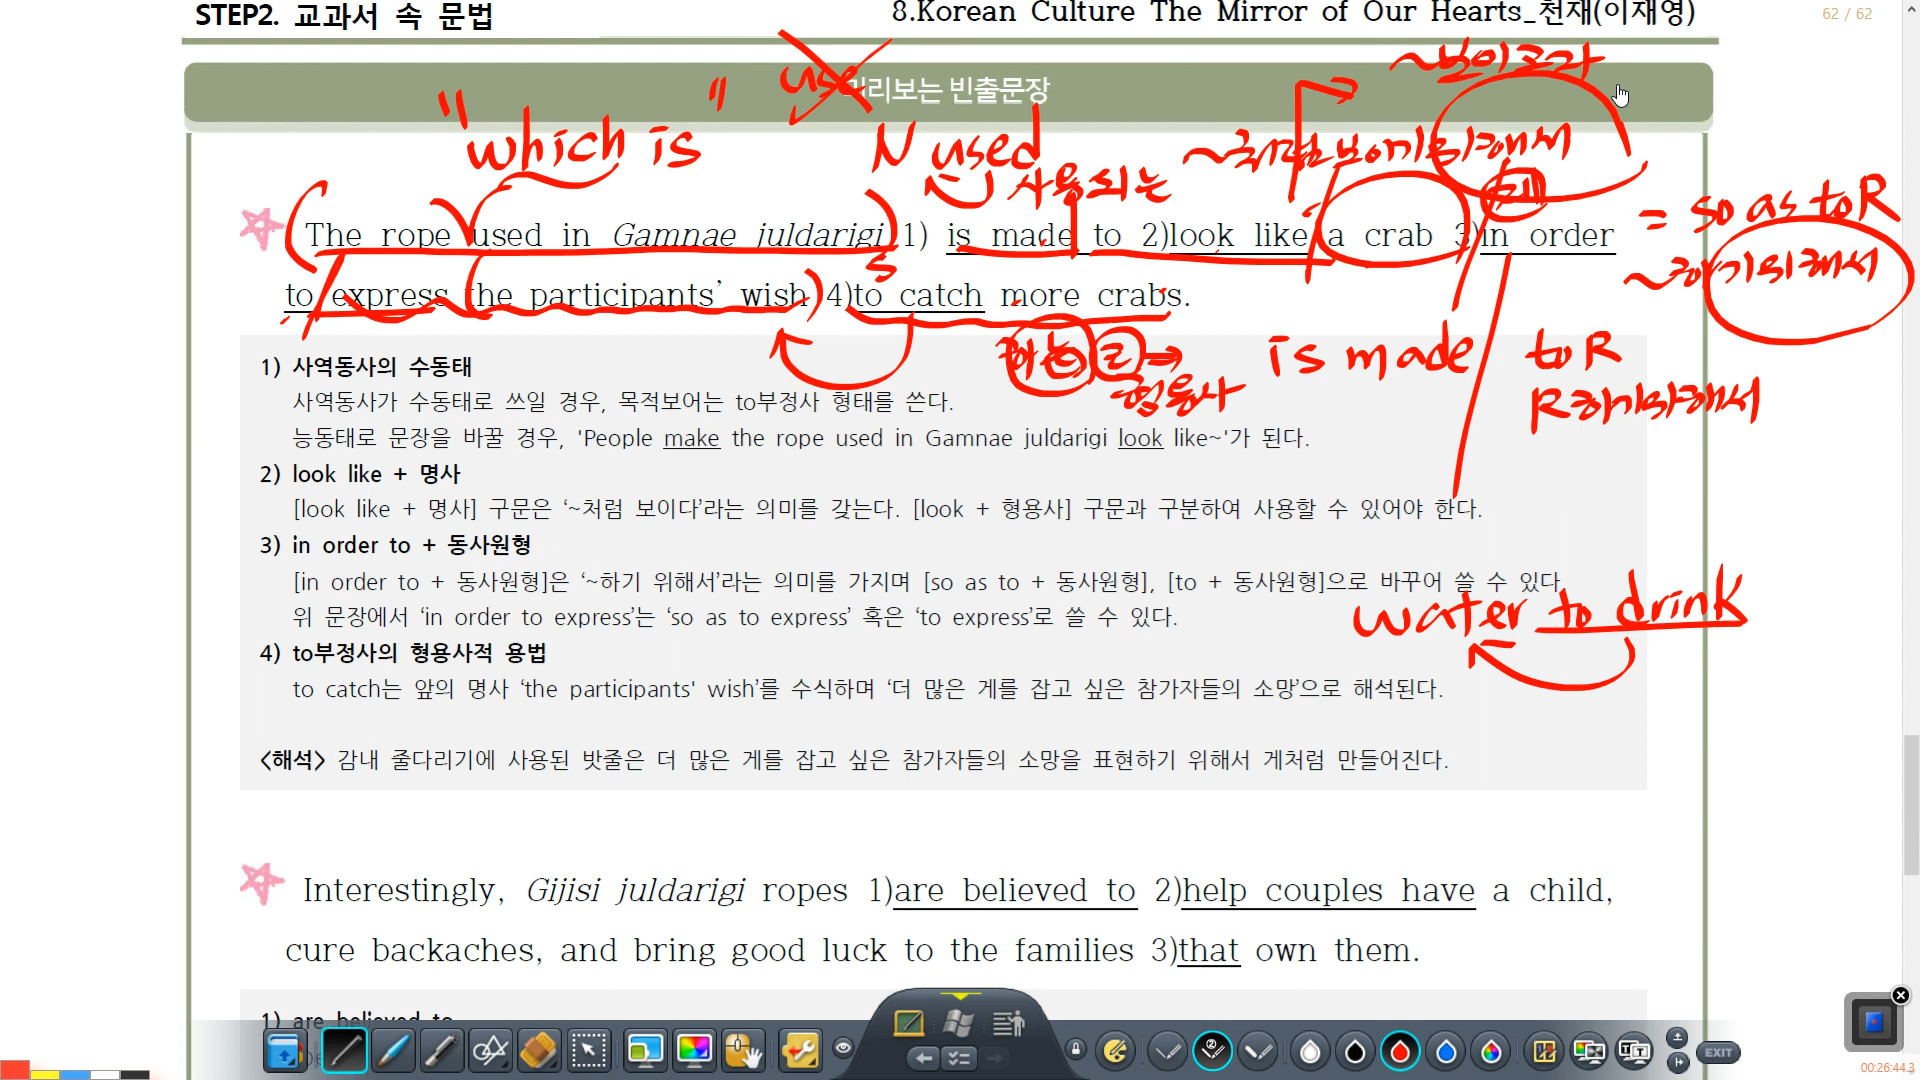 STEP2. 교과서 속 문법
8.Korean Culture The Mirror of Our Hearts_천재(이재영)
62 / 62
리보는 빈출문장
use
~보이고자
"which is"
N used
사용되는
~처럼 보이기위해서
게
The rope used in Gamnae juldarigi 1) is made to 2)look like a crab 3)in order
= so as to R
S
~하기위해서
to express the participants’ wish 4)to catch more crabs.
하는 ㄹ → 형용사
is made
to R
R하기위해서
1) 사역동사의 수동태
사역동사가 수동태로 쓰일 경우, 목적보어는 to부정사 형태를 쓴다.
능동태로 문장을 바꿀 경우, 'People make the rope used in Gamnae juldarigi look like~'가 된다.
2) look like + 명사
[look like + 명사] 구문은 ‘~처럼 보이다’라는 의미를 갖는다. [look + 형용사] 구문과 구분하여 사용할 수 있어야 한다.
3) in order to + 동사원형
[in order to + 동사원형]은 ‘~하기 위해서’라는 의미를 가지며 [so as to + 동사원형], [to + 동사원형]으로 바꾸어 쓸 수 있다.
위 문장에서 ‘in order to express’는 ‘so as to express’ 혹은 ‘to express’로 쓸 수 있다.
water to drink
4) to부정사의 형용사적 용법
to catch는 앞의 명사 ‘the participants' wish’를 수식하며 ‘더 많은 게를 잡고 싶은 참가자들의 소망’으로 해석된다.
<해석> 감내 줄다리기에 사용된 밧줄은 더 많은 게를 잡고 싶은 참가자들의 소망을 표현하기 위해서 게처럼 만들어진다.
Interestingly, Gijisi juldarigi ropes 1)are believed to 2)help couples have a child,
cure backaches, and bring good luck to the families 3)that own them.
1) are believed to
EXIT
00:26:44.3